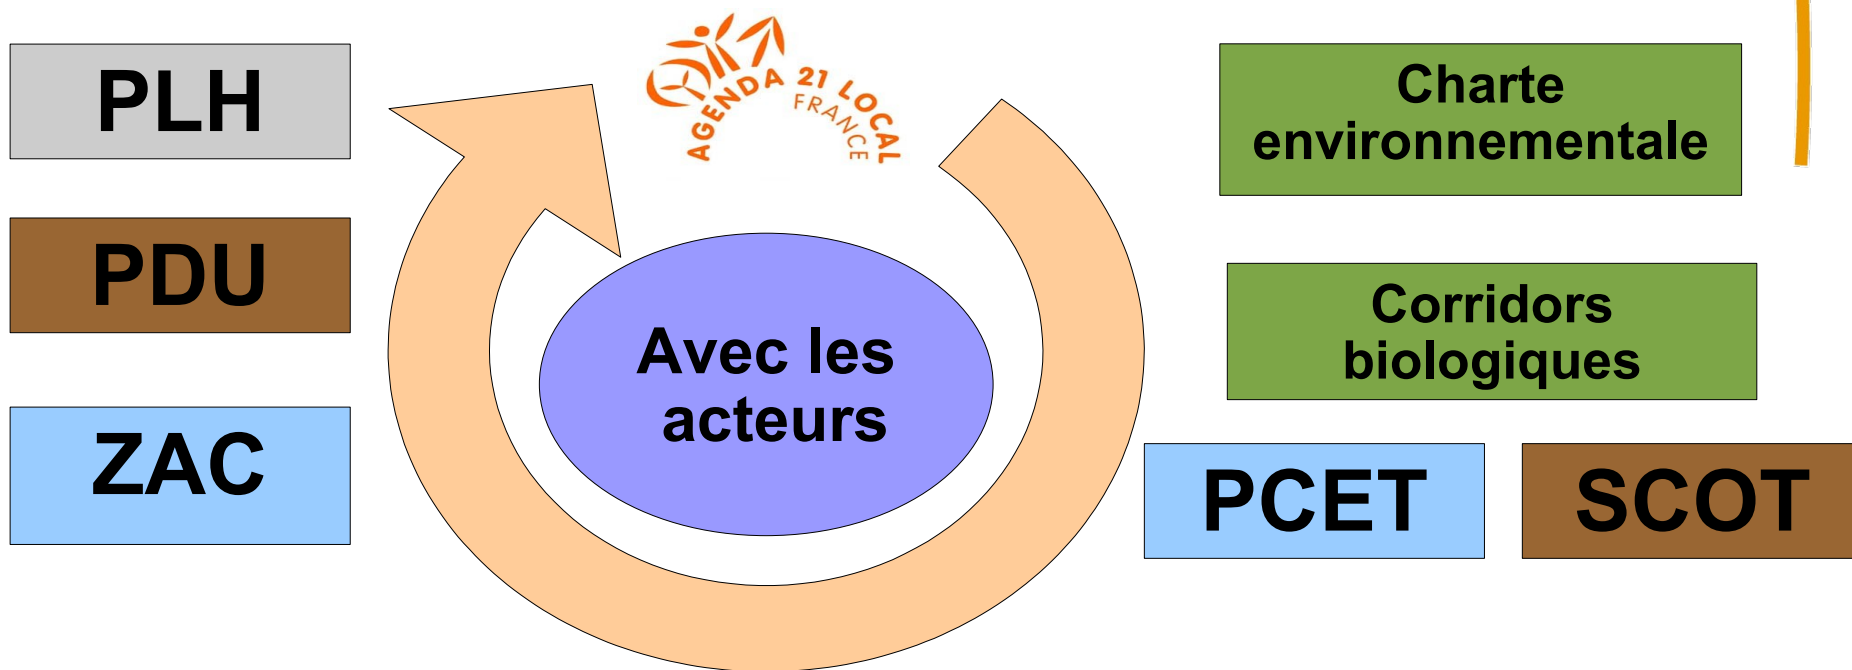 PLH
PDU
ZAC
AGENDA 21 LOCAL
FRANCE
Avec les
acteurs
Charte
environnementale
Corridors
biologiques
PCET
SCOT